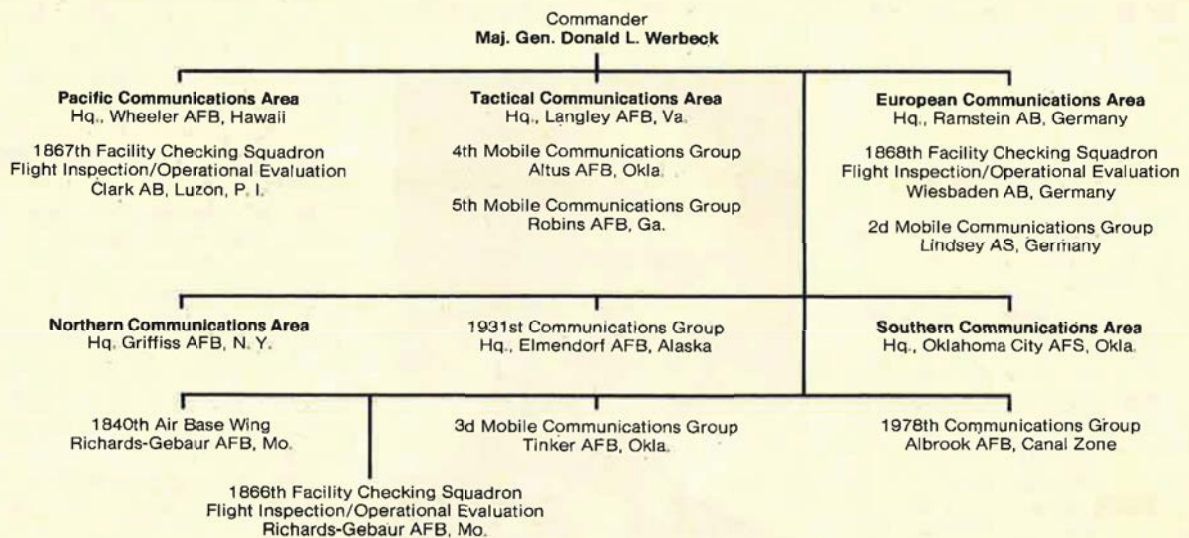 Commander
Maj. Gen. Donald L. Werbeck
Pacific Communications Area
Hq., Wheeler AFB, Hawaii
1867th Facility Checking Squadron
Flight Inspection/Operational Evaluation
Clark AB, Luzon, P. I.
Tactical Communications Area
Hq., Langley AFB, Va.
4th Mobile Communications Group
Altus AFB, Okla.
5th Mobile Communications Group
Robins AFB, Ga.
European Communications Area
Hq., Ramstein AB, Germany
1868th Facility Checking Squadron
Flight Inspection/Operational Evaluation
Wiesbaden AB, Germany
2d Mobile Communications Group
Lindsey AS, Germany
Northern Communications Area
Hq. Griffiss AFB, N. Y.
1931st Communications Group
Hq., Elmendorf AFB, Alaska
Southern Communications Area
Hq., Oklahoma City AFS, Okla.
1840th Air Base Wing
Richards-Gebaur AFB, Mo.
3d Mobile Communications Group
Tinker AFB, Okla.
1978th Communications Group
Albrook AFB, Canal Zone
1866th Facility Checking Squadron
Flight Inspection/Operational Evaluation
Richards-Gebaur AFB, Mo.